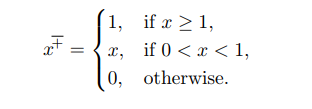 1, if x ≥ 1,
x^∓ = { x, if 0 < x < 1,
0, otherwise.